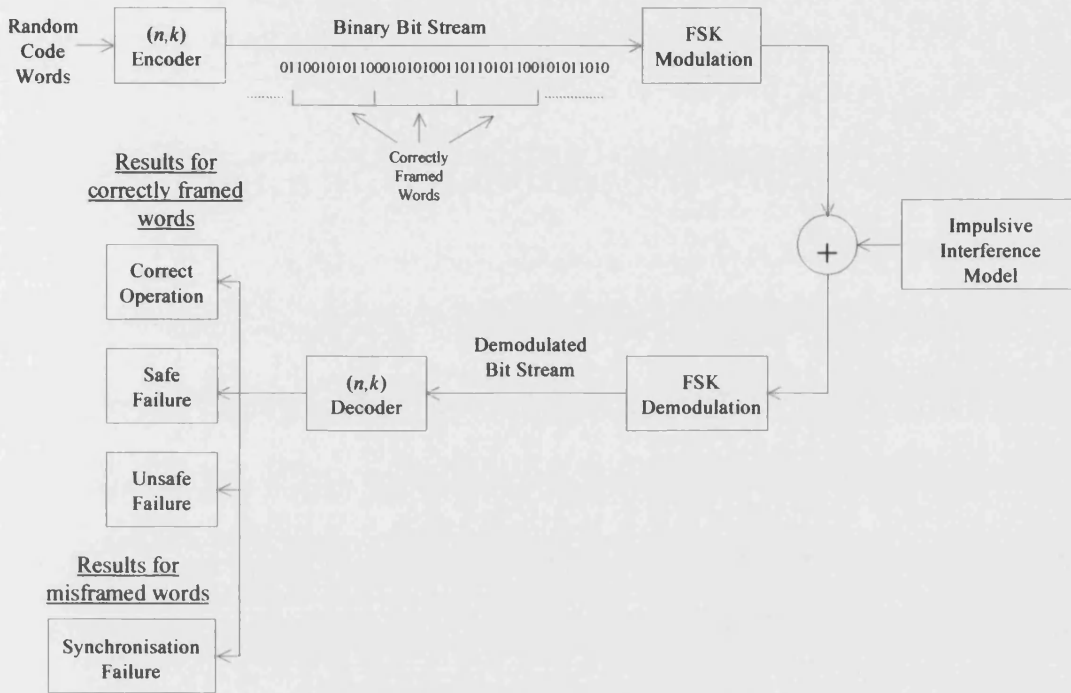 Random
Code
Words
(n,k)
Encoder
Binary Bit Stream
011001010110001010100110110101100101011010
Correctly
Framed
Words
FSK
Modulation
Impulsive
Interference
Model
+
FSK
Demodulation
Demodulated
Bit Stream
(n,k)
Decoder
Results for
correctly framed
words
Correct
Operation
Safe
Failure
Unsafe
Failure
Results for
misframed words
Synchronisation
Failure